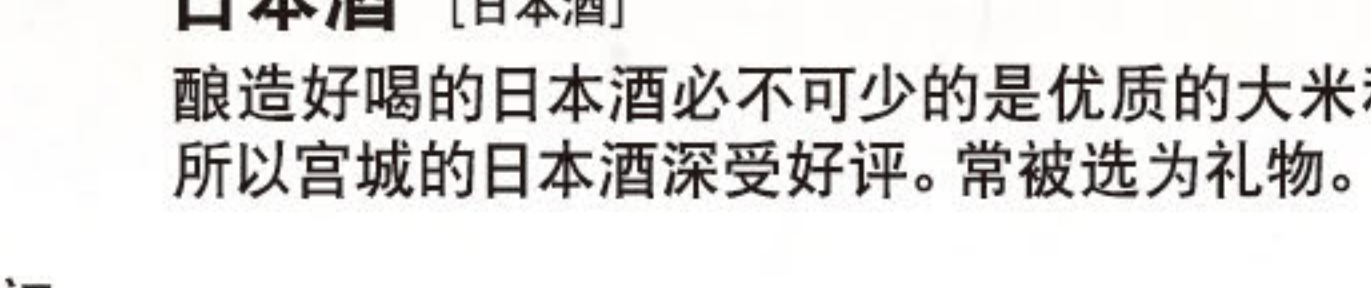 日本酒 [日本酒]
酿造好喝的日本酒必不可少的是优质的大米
所以宫城的日本酒深受好评。常被选为礼物。